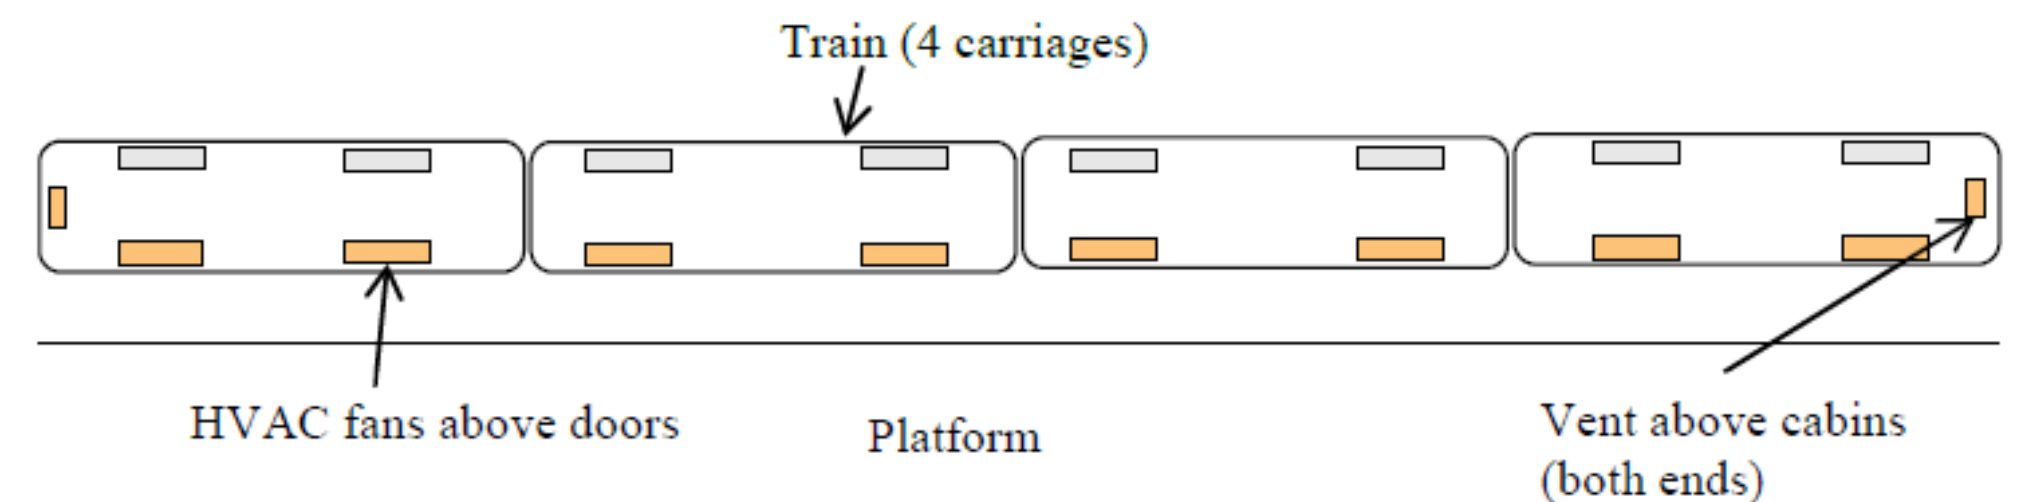 Train (4 carriages)
HVAC fans above doors
Platform
Vent above cabins
(both ends)